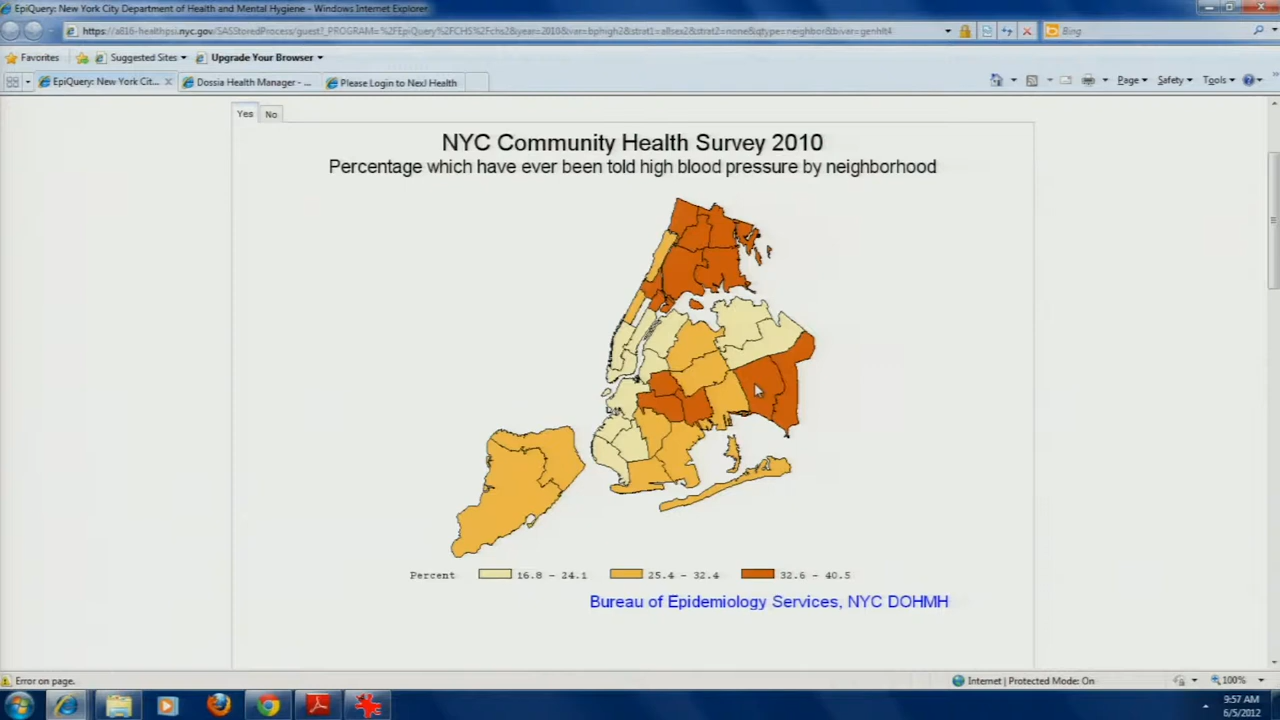 EpiQuery: New York City Department of Health and Mental Hygiene - Windows Internet Explorer
Bing
Favorites
Suggested Sites
Upgrade Your Browser
EpiQuery: New York Cit...
Dossia Health Manager - ...
Please Login to NexJ Health
Page
Safety
Tools
Yes
No
NYC Community Health Survey 2010
Percentage which have ever been told high blood pressure by neighborhood
Percent
16.8 - 24.1
25.4 - 32.4
32.6 - 40.5
Bureau of Epidemiology Services, NYC DOHMH
Error on page.
Internet | Protected Mode: On
100%
9:57 AM
6/5/2012